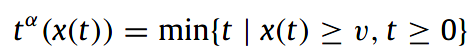 t^α(x(t)) = min{t | x(t) ≥ υ, t ≥ 0}